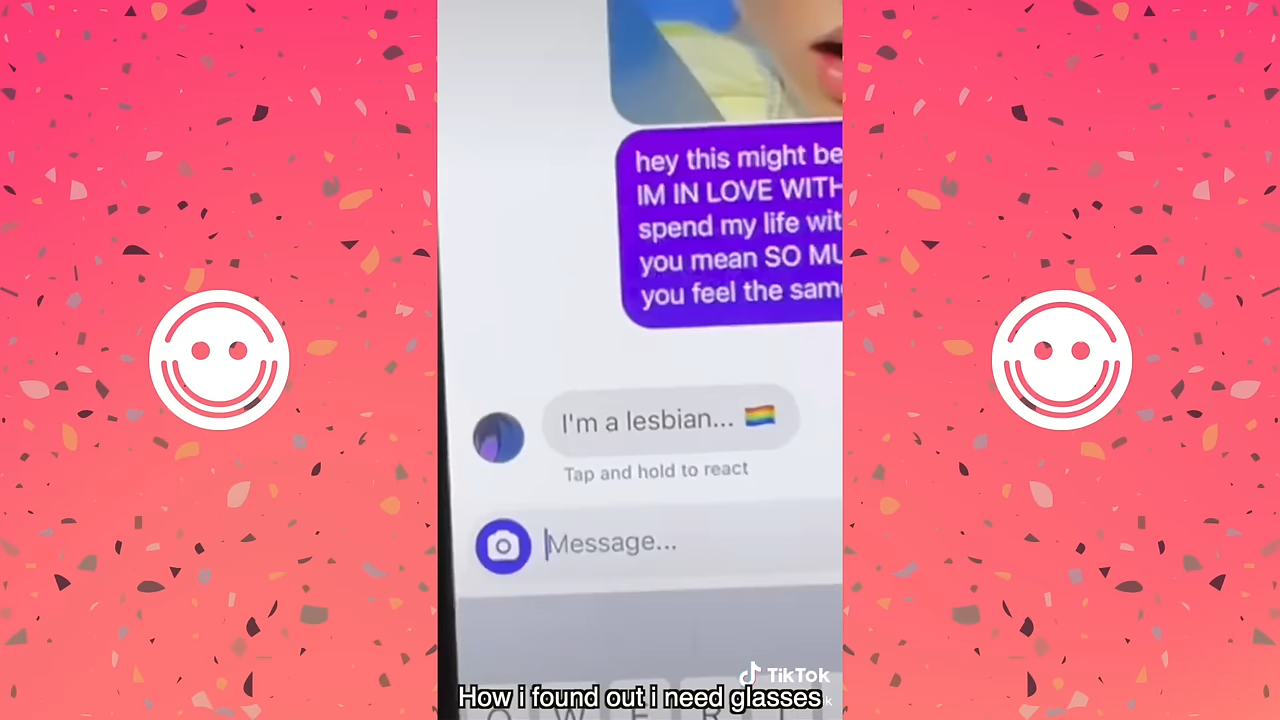 hey this might be
IM IN LOVE WITH
spend my life wit
you mean SO MU
you feel the same
I'm a lesbian... 🏳️‍🌈
Tap and hold to react
Message...
TikTok
How i found out i need glasses